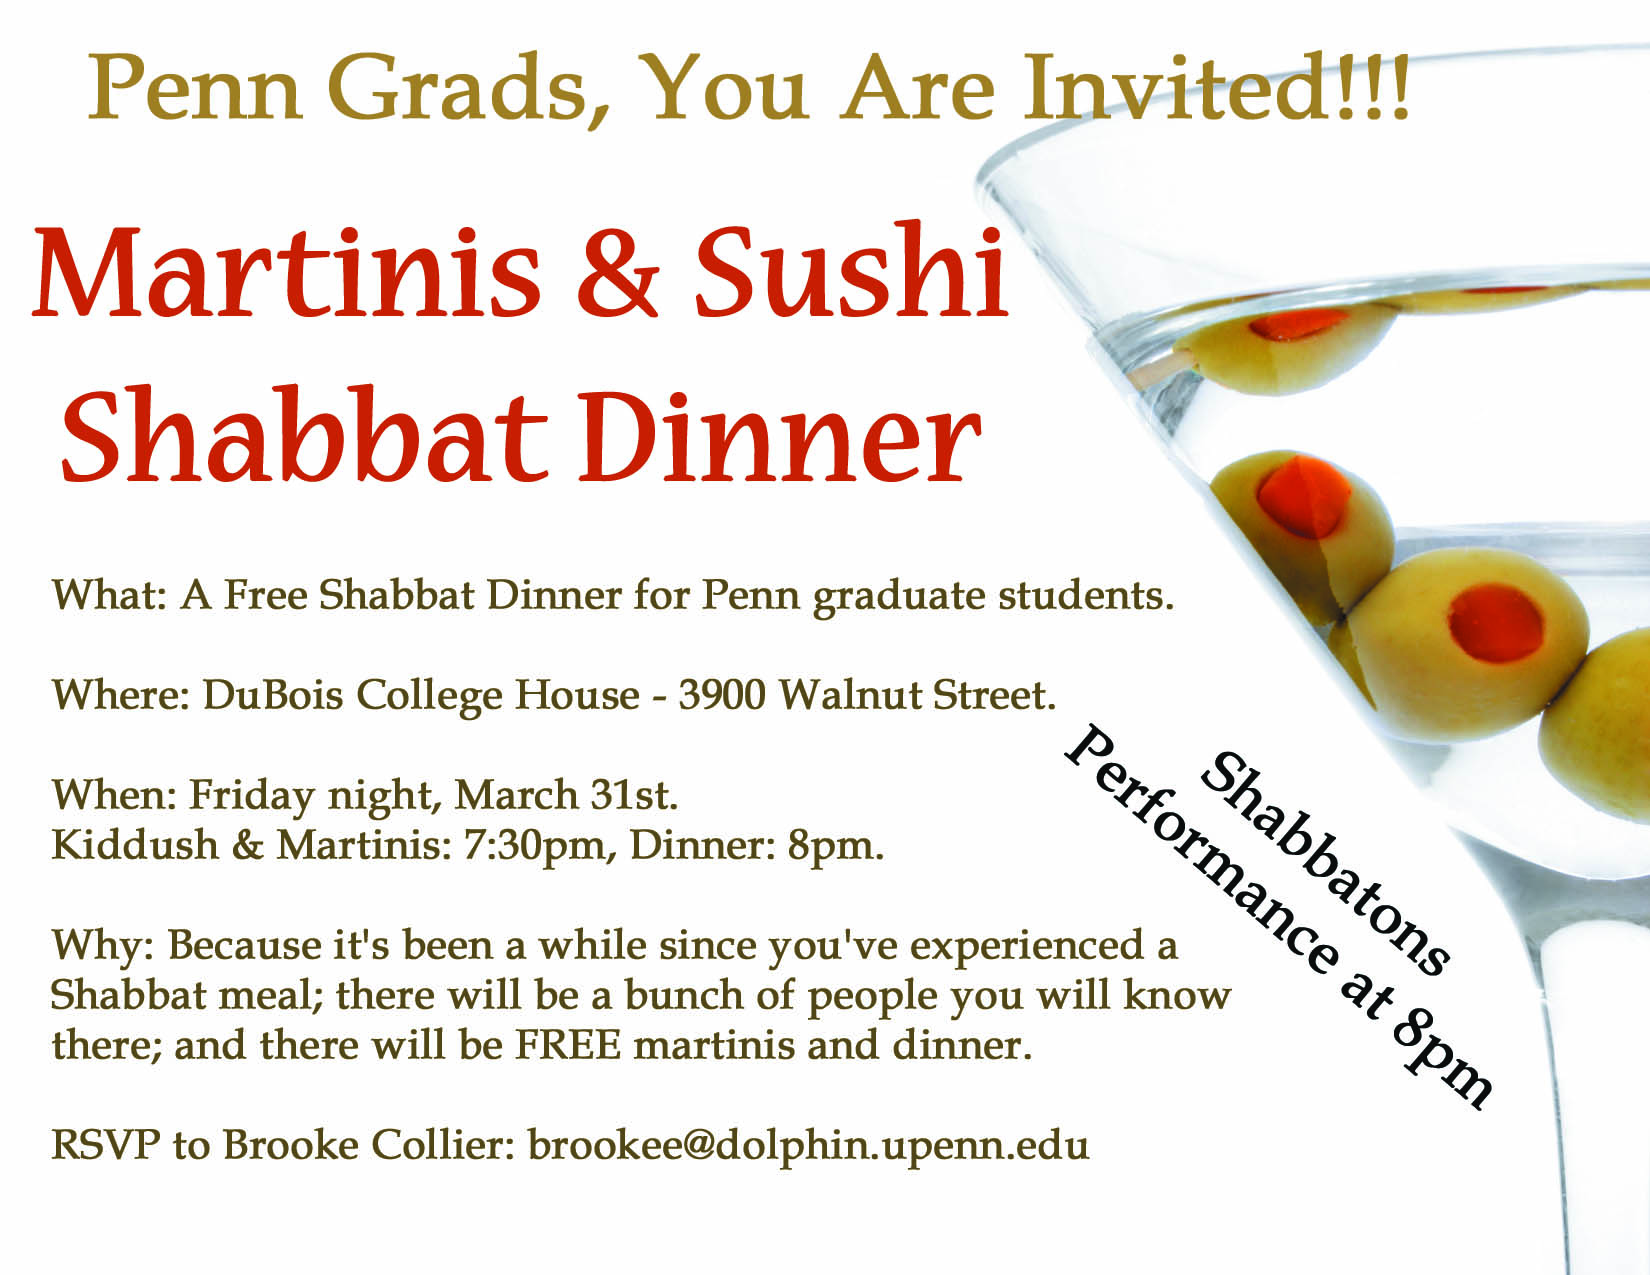 Penn Grads, You Are Invited!!!
Martinis & Sushi
Shabbat Dinner
What: A Free Shabbat Dinner for Penn graduate students.
Where: DuBois College House - 3900 Walnut Street.
When: Friday night, March 31st.
Kiddush & Martinis: 7:30pm, Dinner: 8pm.
Why: Because it's been a while since you've experienced a
Shabbat meal; there will be a bunch of people you will know
there; and there will be FREE martinis and dinner.
RSVP to Brooke Collier: brookee@dolphin.upenn.edu
Shabbatons
Performance at 8pm